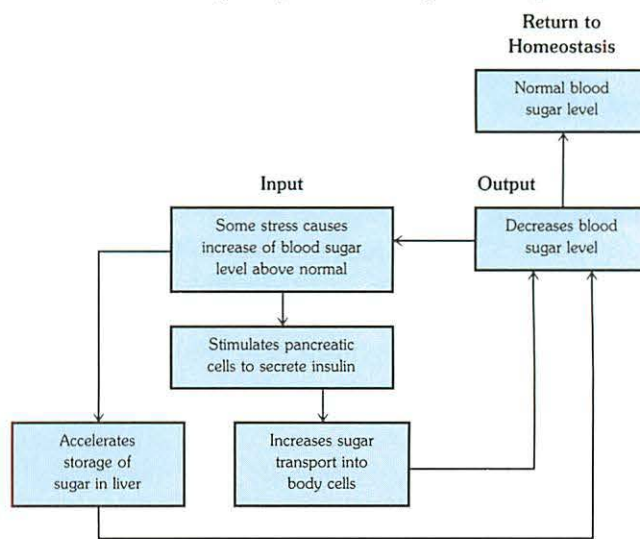 Return to
Homeostasis
Normal blood
sugar level
Input
Output
Some stress causes
increase of blood sugar
level above normal
Decreases blood
sugar level
Stimulates pancreatic
cells to secrete insulin
Accelerates
storage of
sugar in liver
Increases sugar
transport into
body cells